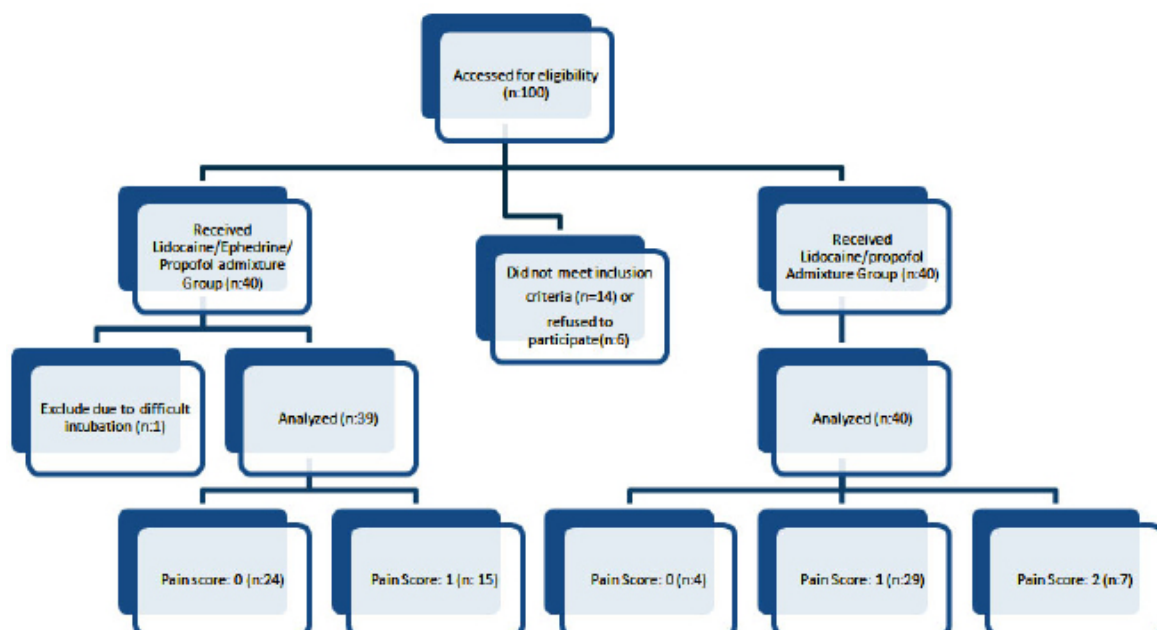 Accessed for eligibility
(n:100)
Received
Lidocaine/Ephedrine/
Propofol admixture
Group (n:40)
Did not meet inclusion
criteria (n=14) or
refused to
participate(n:6)
Received
Lidocaine/propofol
Admixture Group (n:40)
Exclude due to difficult
intubation (n:1)
Analyzed (n:39)
Analyzed (n:40)
Pain score: 0 (n:24)
Pain Score: 1 (n: 15)
Pain Score: 0 (n:4)
Pain Score: 1 (n:29)
Pain Score: 2 (n:7)